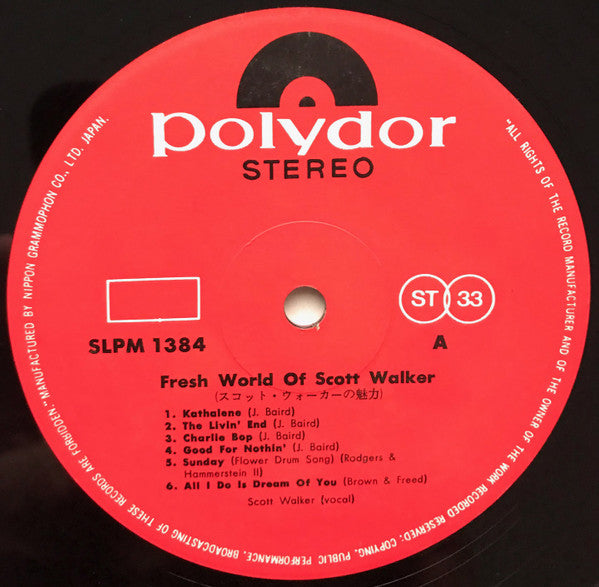 polydor
STEREO
ST 33
SLPM 1384
A
Fresh World Of Scott Walker
(スコット・ウォーカーの魅力)
1. Kathalene (J. Baird)
2. The Livin' End (J. Baird)
3. Charlie Bop (J. Baird)
4. Good For Nothin' (J. Baird)
5. Sunday (Flower Drum Song) (Rodgers &
Hammerstein II)
6. All I Do Is Dream Of You (Brown & Freed)
Scott Walker (vocal)
"ALL RIGHTS OF THE RECORD MANUFACTURER AND OF THE OWNER OF THE WORK RECORDED RESERVED: COPYING, PUBLIC PERFORMANCE, BROADCASTING OF THESE RECORDS ARE FORBIDDEN." MANUFACTURED BY NIPPON GRAMMOPHON CO., LTD. JAPAN.